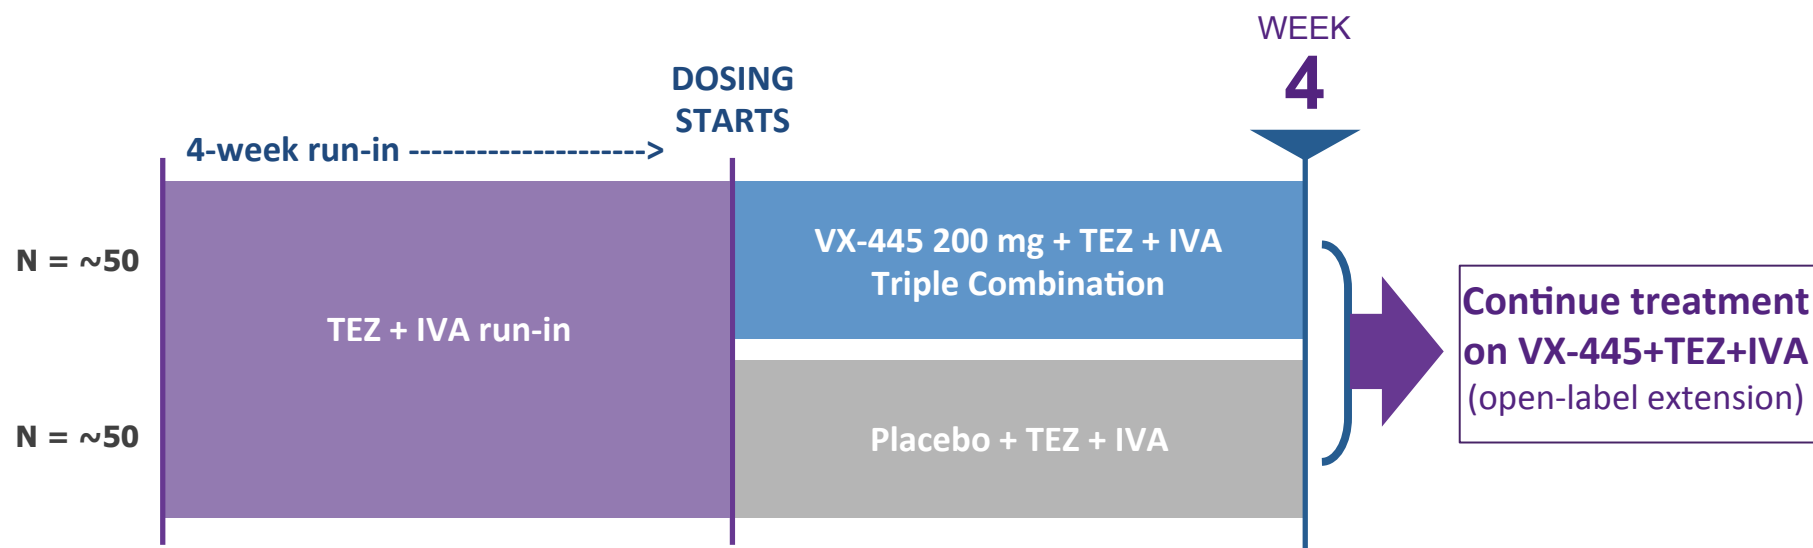 WEEK
4
DOSING
STARTS
4-week run-in --------------------->
N = ~50
N = ~50
TEZ + IVA run-in
VX-445 200 mg + TEZ + IVA
Triple Combination
Placebo + TEZ + IVA
Continue treatment
on VX-445+TEZ+IVA
(open-label extension)